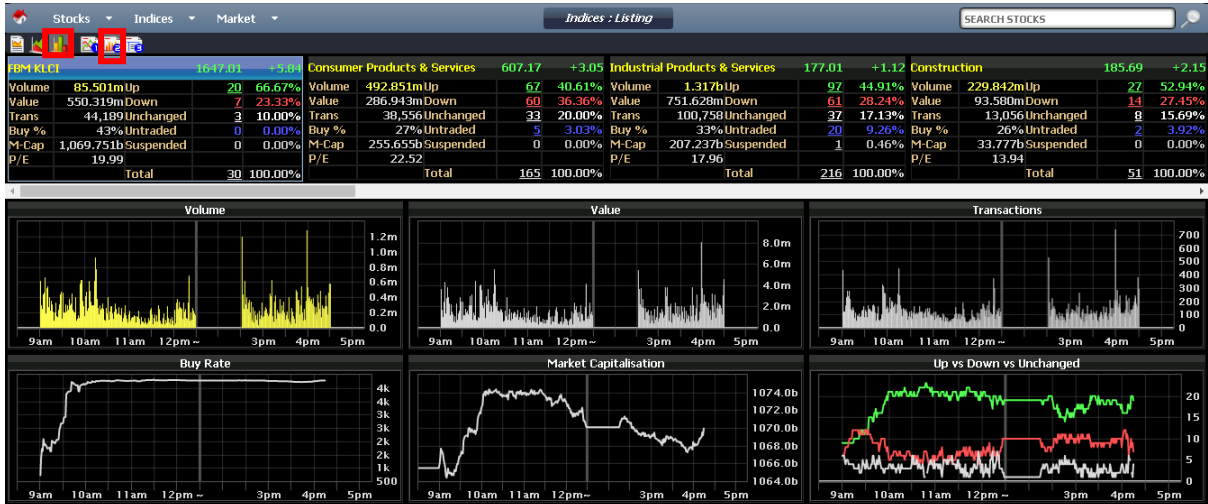 Stocks Indices Market Indices : Listing SEARCH STOCKS
FBM KLCI 1647.01 +5.84 Consumer Products & Services 607.17 +3.05 Industrial Products & Services 177.01 +1.12 Construction 185.69 +2.15
Volume 85.501m Up 20 66.67% Volume 492.851m Up 67 40.61% Volume 1.317b Up 97 44.91% Volume 229.842m Up 27 52.94%
Value 550.319m Down 7 23.33% Value 286.943m Down 60 36.36% Value 751.628m Down 61 28.24% Value 93.580m Down 14 27.45%
Trans 44,189 Unchanged 3 10.00% Trans 38,556 Unchanged 33 20.00% Trans 100,758 Unchanged 37 17.13% Trans 13,056 Unchanged 8 15.69%
Buy % 43% Untraded 0 0.00% Buy % 27% Untraded 5 3.03% Buy % 33% Untraded 20 9.26% Buy % 26% Untraded 2 3.92%
M-Cap 1,069.751b Suspended 0 0.00% M-Cap 255.655b Suspended 0 0.00% M-Cap 207.237b Suspended 1 0.46% M-Cap 33.777b Suspended 0 0.00%
P/E 19.99 P/E 22.52 P/E 17.96 P/E 13.94
Total 30 100.00% Total 165 100.00% Total 216 100.00% Total 51 100.00%
Volume
1.2m
1.0m
0.8m
0.6m
0.4m
0.2m
0.0
9am 10am 11am 12pm~ 3pm 4pm 5pm
Value
8.0m
6.0m
4.0m
2.0m
0.0
9am 10am 11am 12pm~ 3pm 4pm 5pm
Transactions
700
600
500
400
300
200
100
0
9am 10am 11am 12pm~ 3pm 4pm 5pm
Buy Rate
4k
4k
3k
3k
2k
2k
1k
500
9am 10am 11am 12pm~ 3pm 4pm 5pm
Market Capitalisation
1074.0b
1072.0b
1070.0b
1068.0b
1066.0b
1064.0b
9am 10am 11am 12pm~ 3pm 4pm 5pm
Up vs Down vs Unchanged
20
15
10
5
0
9am 10am 11am 12pm~ 3pm 4pm 5pm